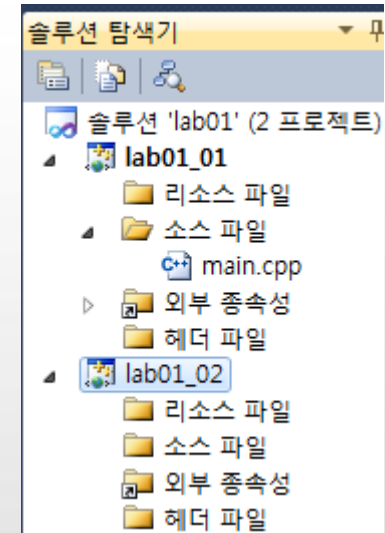 솔루션 탐색기
솔루션 'lab01' (2 프로젝트)
lab01_01
리소스 파일
소스 파일
main.cpp
외부 종속성
헤더 파일
lab01_02
리소스 파일
소스 파일
외부 종속성
헤더 파일